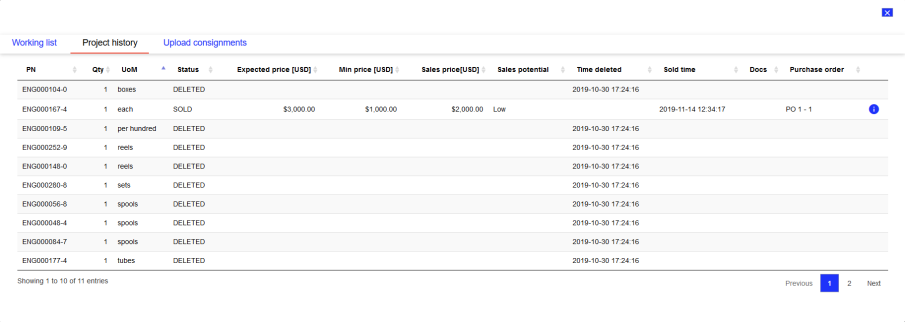 Working list Project history Upload consignments
PN Qty UoM Status Expected price [USD] Min price [USD] Sales price[USD] Sales potential Time deleted Sold time Docs Purchase order
ENG000104-0 1 boxes DELETED 2019-10-30 17:24:16
ENG000167-4 1 each SOLD $3,000.00 $1,000.00 $2,000.00 Low 2019-11-14 12:34:17 PO 1 - 1
ENG000109-5 1 per hundred DELETED 2019-10-30 17:24:16
ENG000252-9 1 reels DELETED 2019-10-30 17:24:16
ENG000148-0 1 reels DELETED 2019-10-30 17:24:16
ENG000280-8 1 sets DELETED 2019-10-30 17:24:16
ENG000056-8 1 spools DELETED 2019-10-30 17:24:16
ENG000048-4 1 spools DELETED 2019-10-30 17:24:16
ENG000084-7 1 spools DELETED 2019-10-30 17:24:16
ENG000177-4 1 tubes DELETED 2019-10-30 17:24:16
Showing 1 to 10 of 11 entries Previous 1 2 Next